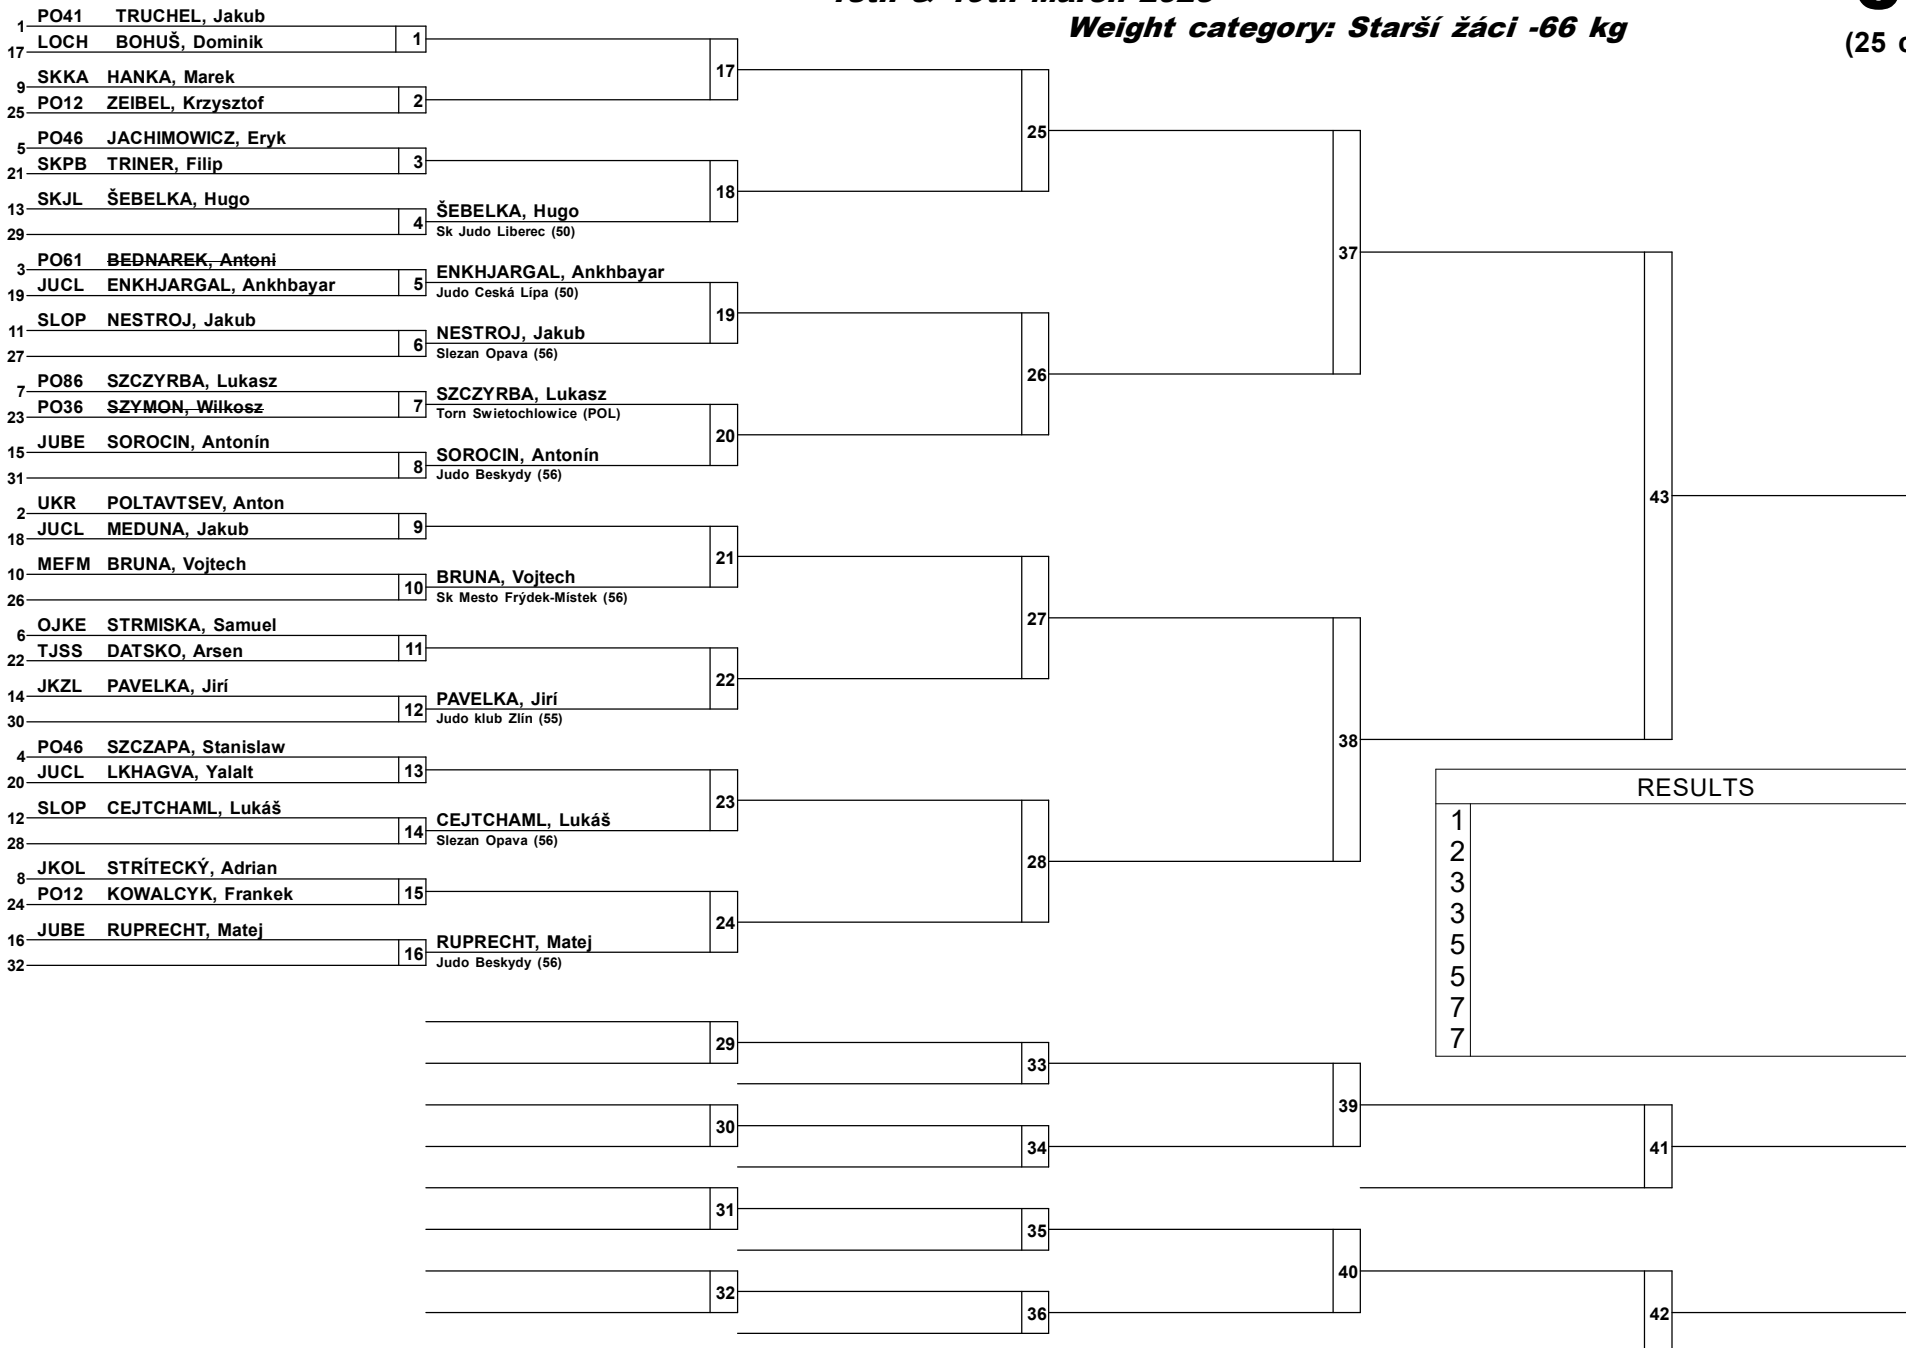 Weight category: Starší žáci -66 kg
(25
1 PO41 TRUCHEL, Jakub
17 LOCH BOHUŠ, Dominik
1
9 SKKA HANKA, Marek
25 PO12 ZEIBEL, Krzysztof
2
17
5 PO46 JACHIMOWICZ, Eryk
21 SKPB TRINER, Filip
3
13 SKJL ŠEBELKA, Hugo
29
4
ŠEBELKA, Hugo
Sk Judo Liberec (50)
18
25
3 PO61 BEDNAREK, Antoni
19 JUCL ENKHJARGAL, Ankhbayar
5
ENKHJARGAL, Ankhbayar
Judo Ceská Lípa (50)
11 SLOP NESTROJ, Jakub
27
6
NESTROJ, Jakub
Slezan Opava (56)
19
7 PO86 SZCZYRBA, Lukasz
23 PO36 SZYMON, Wilkosz
7
SZCZYRBA, Lukasz
Torn Swietochlowice (POL)
15 JUBE SOROCIN, Antonín
31
8
SOROCIN, Antonín
Judo Beskydy (56)
20
26
37
2 UKR POLTAVTSEV, Anton
18 JUCL MEDUNA, Jakub
9
10 MEFM BRUNA, Vojtech
26
10
BRUNA, Vojtech
Sk Mesto Frýdek-Místek (56)
21
6 OJKE STRMISKA, Samuel
22 TJSS DATSKO, Arsen
11
14 JKZL PAVELKA, Jirí
30
12
PAVELKA, Jirí
Judo klub Zlín (55)
22
27
4 PO46 SZCZAPA, Stanislaw
20 JUCL LKHAGVA, Yalalt
13
12 SLOP CEJTCHAML, Lukáš
28
14
CEJTCHAML, Lukáš
Slezan Opava (56)
23
8 JKOL STRÍTECKÝ, Adrian
24 PO12 KOWALCYK, Frankek
15
16 JUBE RUPRECHT, Matej
32
16
RUPRECHT, Matej
Judo Beskydy (56)
24
28
38
43
RESULTS
1
2
3
3
5
5
7
7
29
33
30
34
39
41
31
35
32
36
40
42